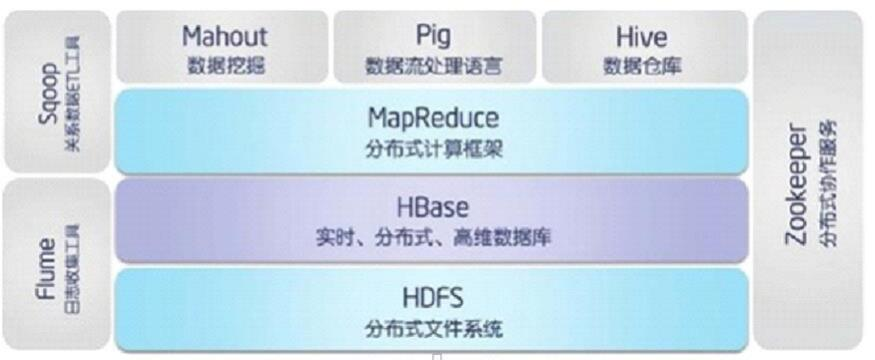 Sqoop
关系数据ETL工具
Mahout
数据挖掘
Pig
数据流处理语言
Hive
数据仓库
MapReduce
分布式计算框架
Flume
日志收集工具
HBase
实时、分布式、高维数据库
HDFS
分布式文件系统
Zookeeper
分布式协作服务